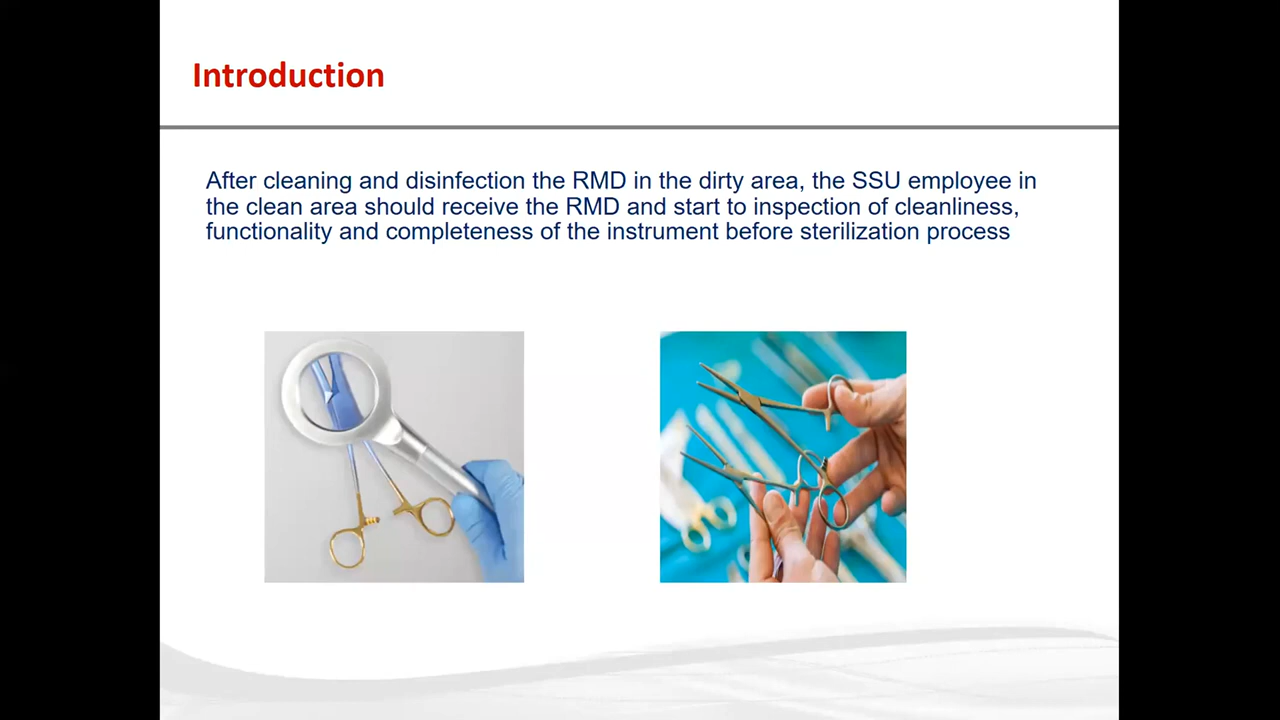 Introduction
After cleaning and disinfection the RMD in the dirty area, the SSU employee in
the clean area should receive the RMD and start to inspection of cleanliness,
functionality and completeness of the instrument before sterilization process